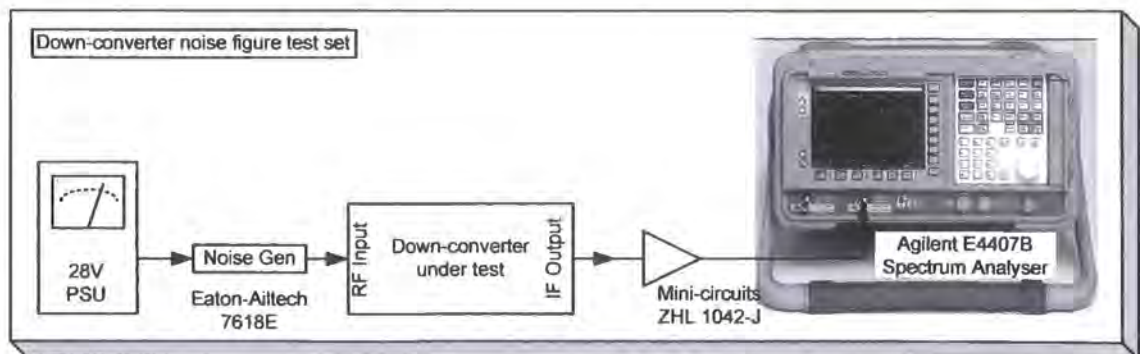 Down-converter noise figure test set
28V
PSU
Noise Gen
Eaton-Ailtech
7618E
RF Input
Down-converter
under test
IF Output
Mini-circuits
ZHL 1042-J
Agilent E4407B
Spectrum Analyser